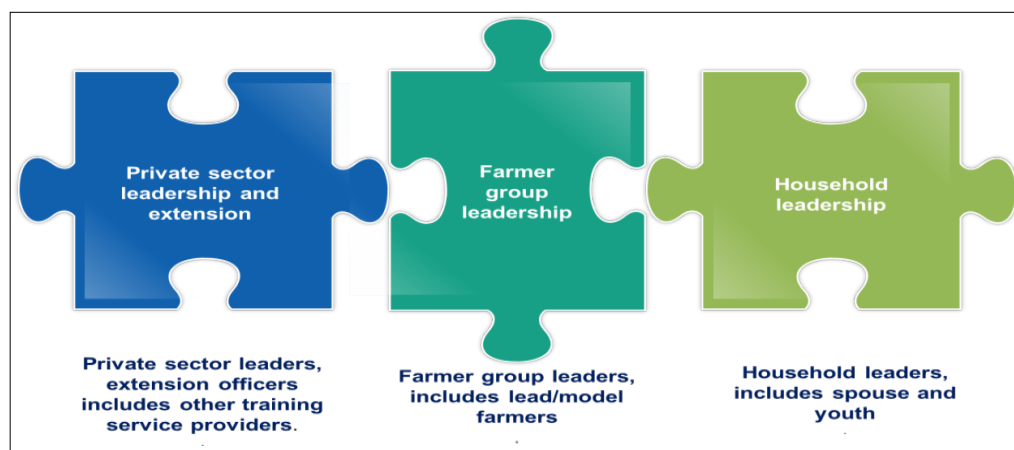 Private sector
leadership and
extension
Farmer
group
leadership
Household
leadership
Private sector leaders,
extension officers
includes other training
service providers.
Farmer group leaders,
includes lead/model
farmers
Household leaders,
includes spouse and
youth